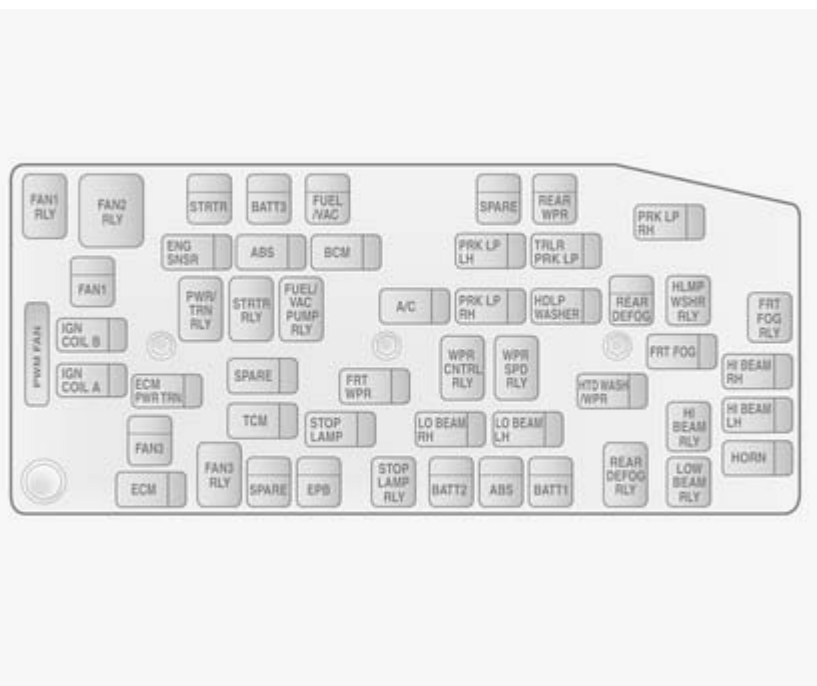 FAN1
RLY
FAN2
RLY
STRTR
BATT3
FUEL
/VAC
SPARE
REAR
WPR
PRK LP
RH
ENG
SNSR
ABS
BCM
PRK LP
LH
TRLR
PRK LP
FAN1
PWR/
TRN
RLY
STRTR
RLY
FUEL/
VAC
PUMP
RLY
A/C
PRK LP
RH
HDLP
WASHER
REAR
DEFOG
HLMP
WSHR
RLY
FRT
FOG
RLY
PWM FAN
IGN
COIL B
IGN
COIL A
ECM
PWR TRN
SPARE
FRT
WPR
WPR
CNTRL
RLY
WPR
SPD
RLY
FRT FOG
HI BEAM
RH
HTD WASH
/WPR
TCM
STOP
LAMP
LO BEAM
RH
LO BEAM
LH
HI
BEAM
RLY
HI BEAM
LH
FAN3
FAN3
RLY
HORN
ECM
SPARE
EPB
STOP
LAMP
RLY
BATT2
ABS
BATT1
REAR
DEFOG
RLY
LOW
BEAM
RLY